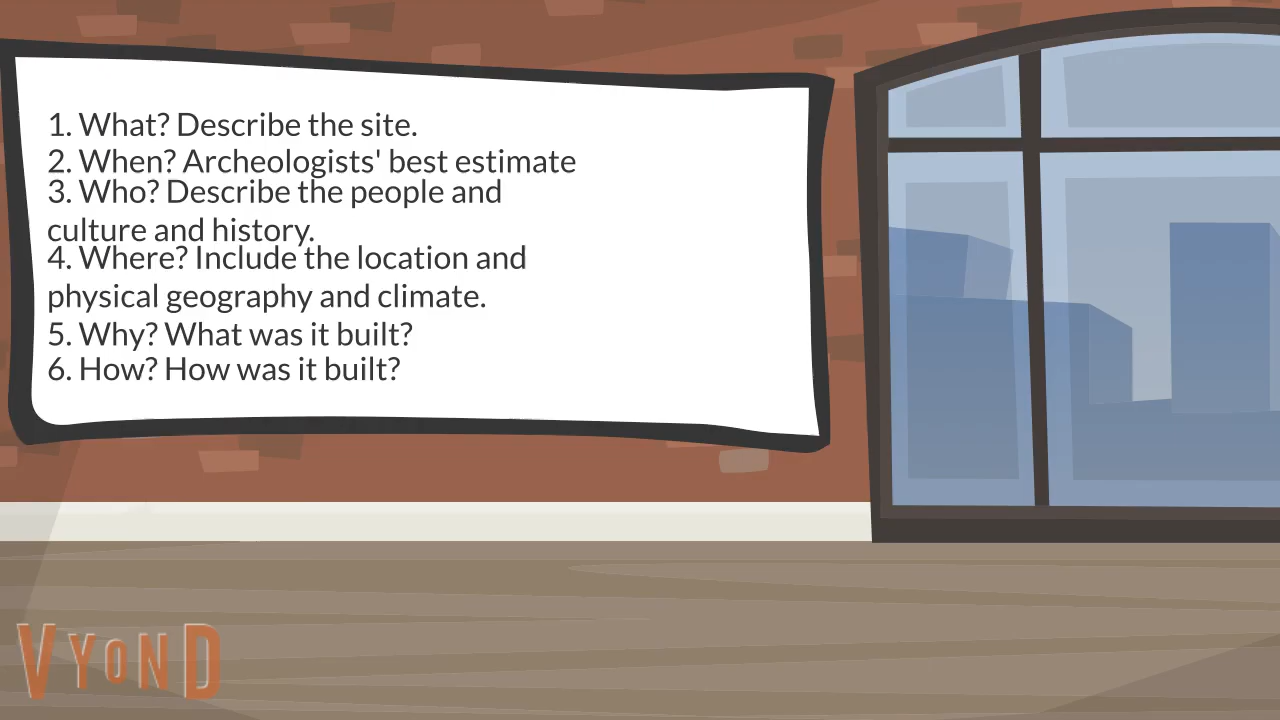 1. What? Describe the site.
2. When? Archeologists' best estimate
3. Who? Describe the people and
culture and history.
4. Where? Include the location and
physical geography and climate.
5. Why? What was it built?
6. How? How was it built?
VYOND